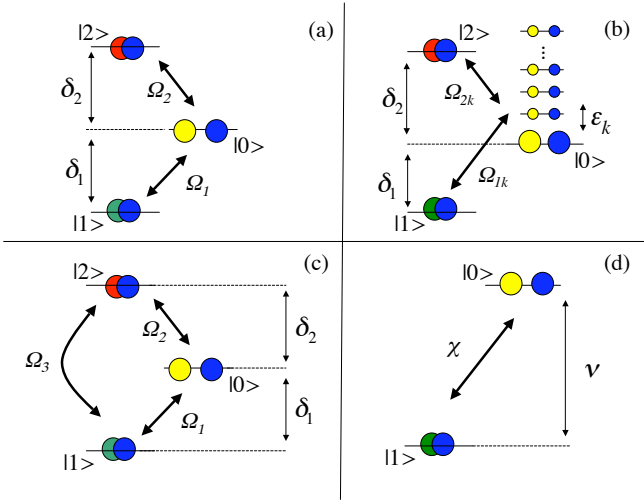 (a)
|2>
δ₂
Ω₂
|0>
δ₁
Ω₁
|1>
(b)
|2>
⋮
δ₂
Ω₂ₖ
εₖ
|0>
δ₁
Ω₁ₖ
|1>
(c)
|2>
Ω₃
Ω₂
δ₂
|0>
Ω₁
δ₁
|1>
(d)
|0>
χ
ν
|1>